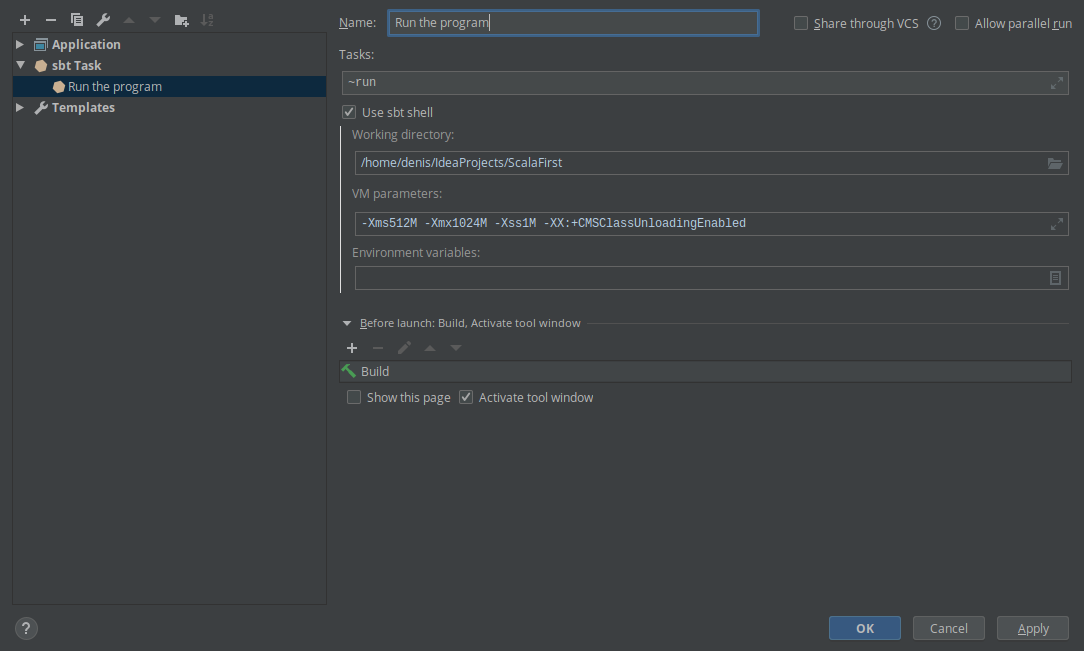 Name: Run the program Share through VCS ? Allow parallel run
Application
sbt Task
Run the program
Templates
Tasks:
~run
Use sbt shell
Working directory:
/home/denis/IdeaProjects/ScalaFirst
VM parameters:
-Xms512M -Xmx1024M -Xss1M -XX:+CMSClassUnloadingEnabled
Environment variables:
Before launch: Build, Activate tool window
Build
Show this page Activate tool window
? OK Cancel Apply